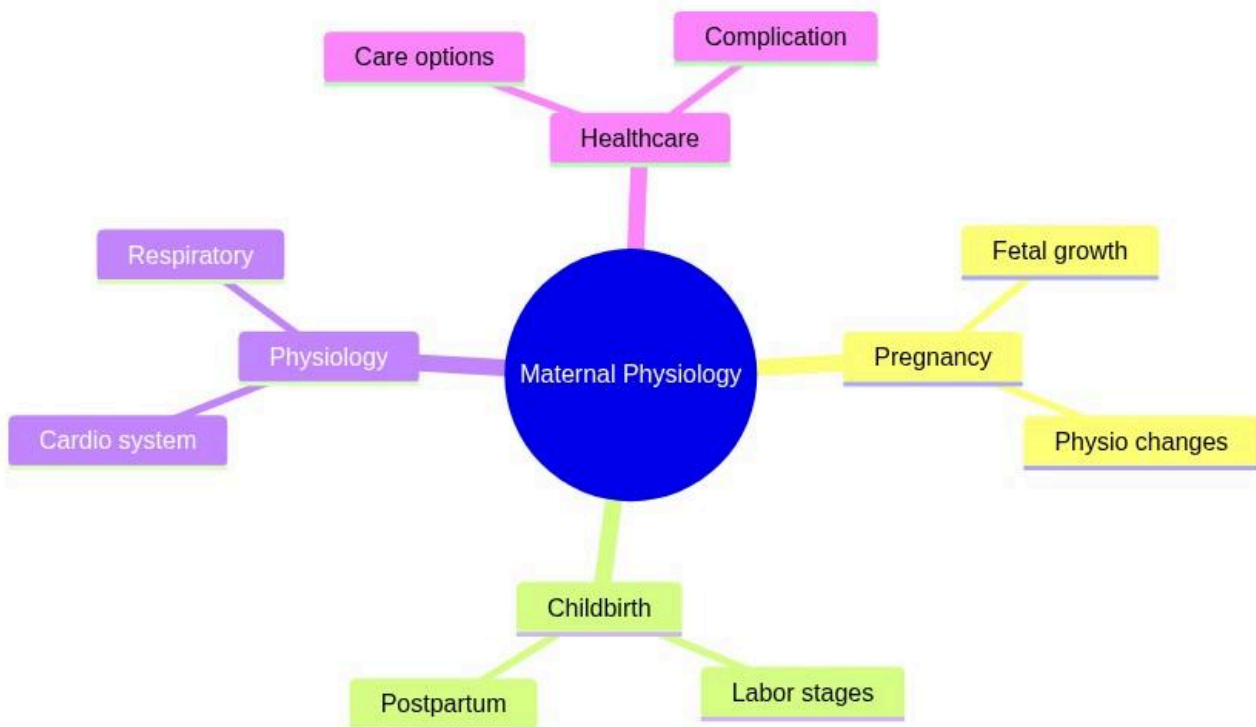 Complication
Care options
Healthcare
Respiratory
Fetal growth
Physiology
Maternal Physiology
Pregnancy
Cardio system
Physio changes
Childbirth
Postpartum
Labor stages